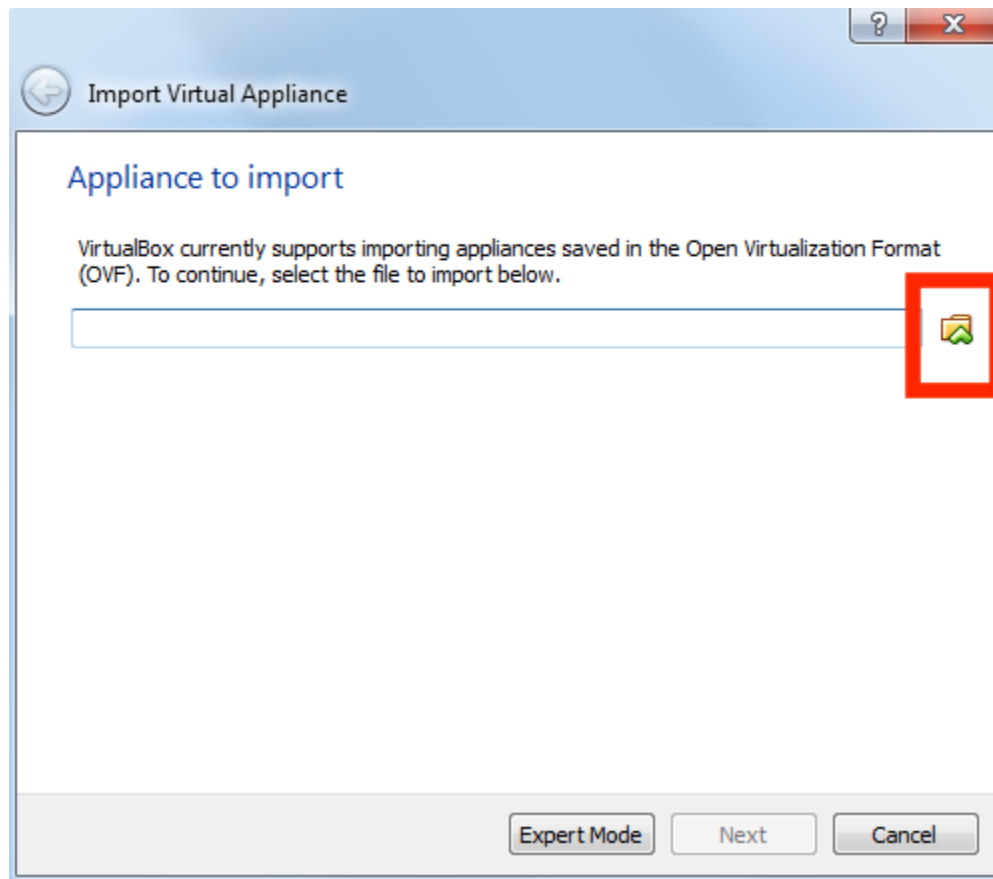 Import Virtual Appliance
Appliance to import
VirtualBox currently supports importing appliances saved in the Open Virtualization Format
(OVF). To continue, select the file to import below.
Expert Mode Next Cancel